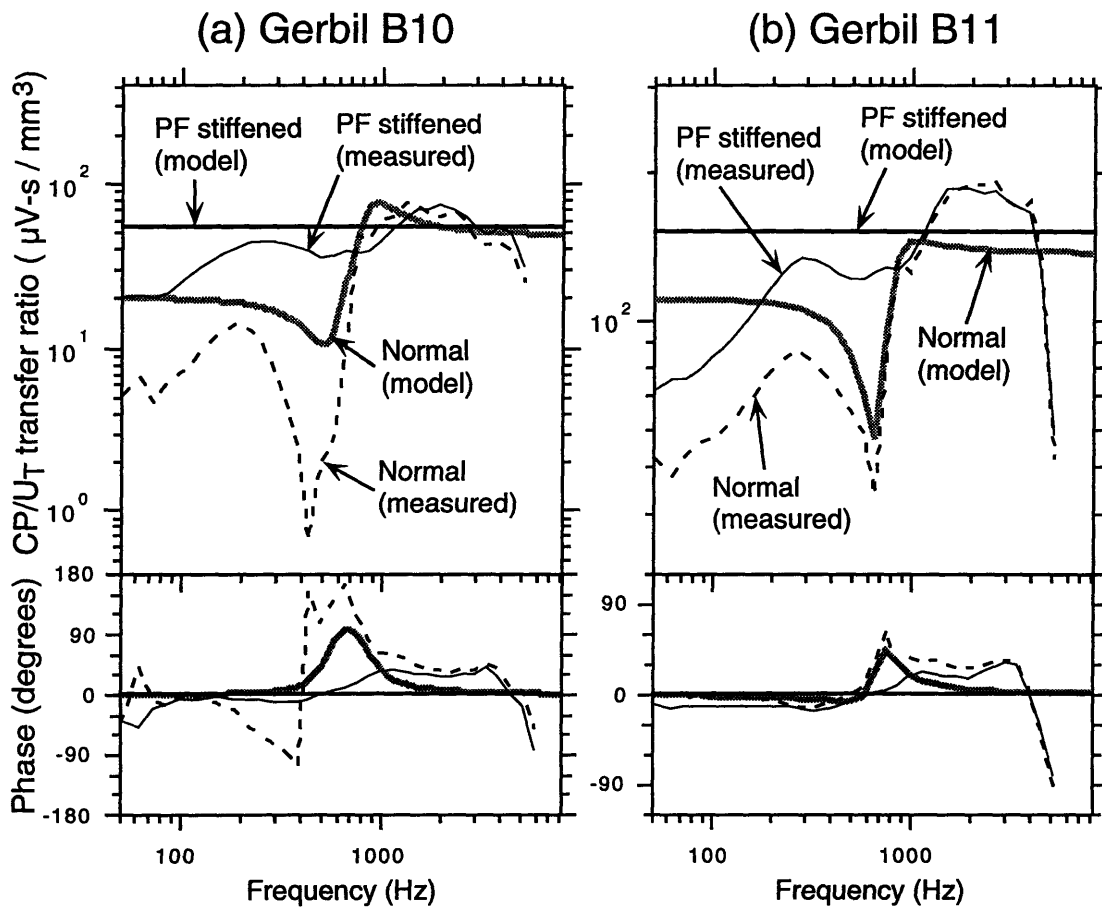 (a) Gerbil B10
(b) Gerbil B11
CP/U_T transfer ratio ( µV-s / mm³)
10²
10¹
10⁰
PF stiffened
(model)
PF stiffened
(measured)
Normal
(model)
Normal
(measured)
10²
PF stiffened
(measured)
PF stiffened
(model)
Normal
(model)
Normal
(measured)
Phase (degrees)
180
90
0
-90
-180
100
1000
Frequency (Hz)
90
0
-90
100
1000
Frequency (Hz)